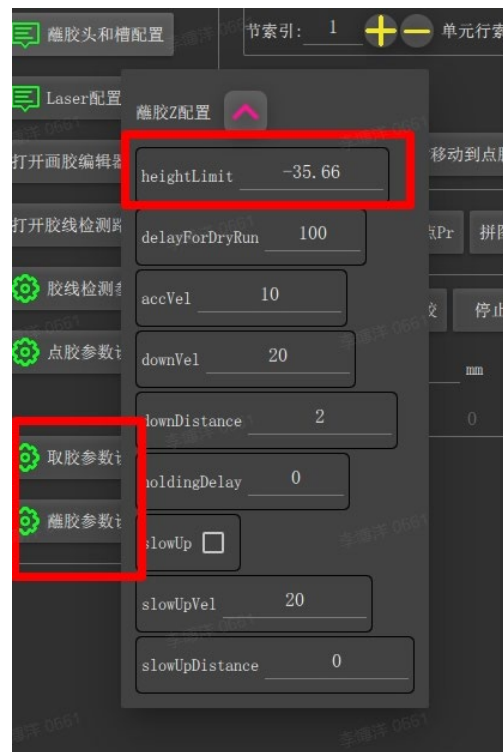 蘸胶头和槽配置
节索引: 1
单元行索
Laser配置
蘸胶Z配置
打开画胶编辑器
heightLimit -35.66
移动到点胶
打开胶线检测路
delayForDryRun 100
点Pr
拼图
胶线检测参
accVel 10
胶
停止
点胶参数设
downVel 20
mm
downDistance 2
0
取胶参数设
holdingDelay 0
蘸胶参数设
slowUp
slowUpVel 20
slowUpDistance 0